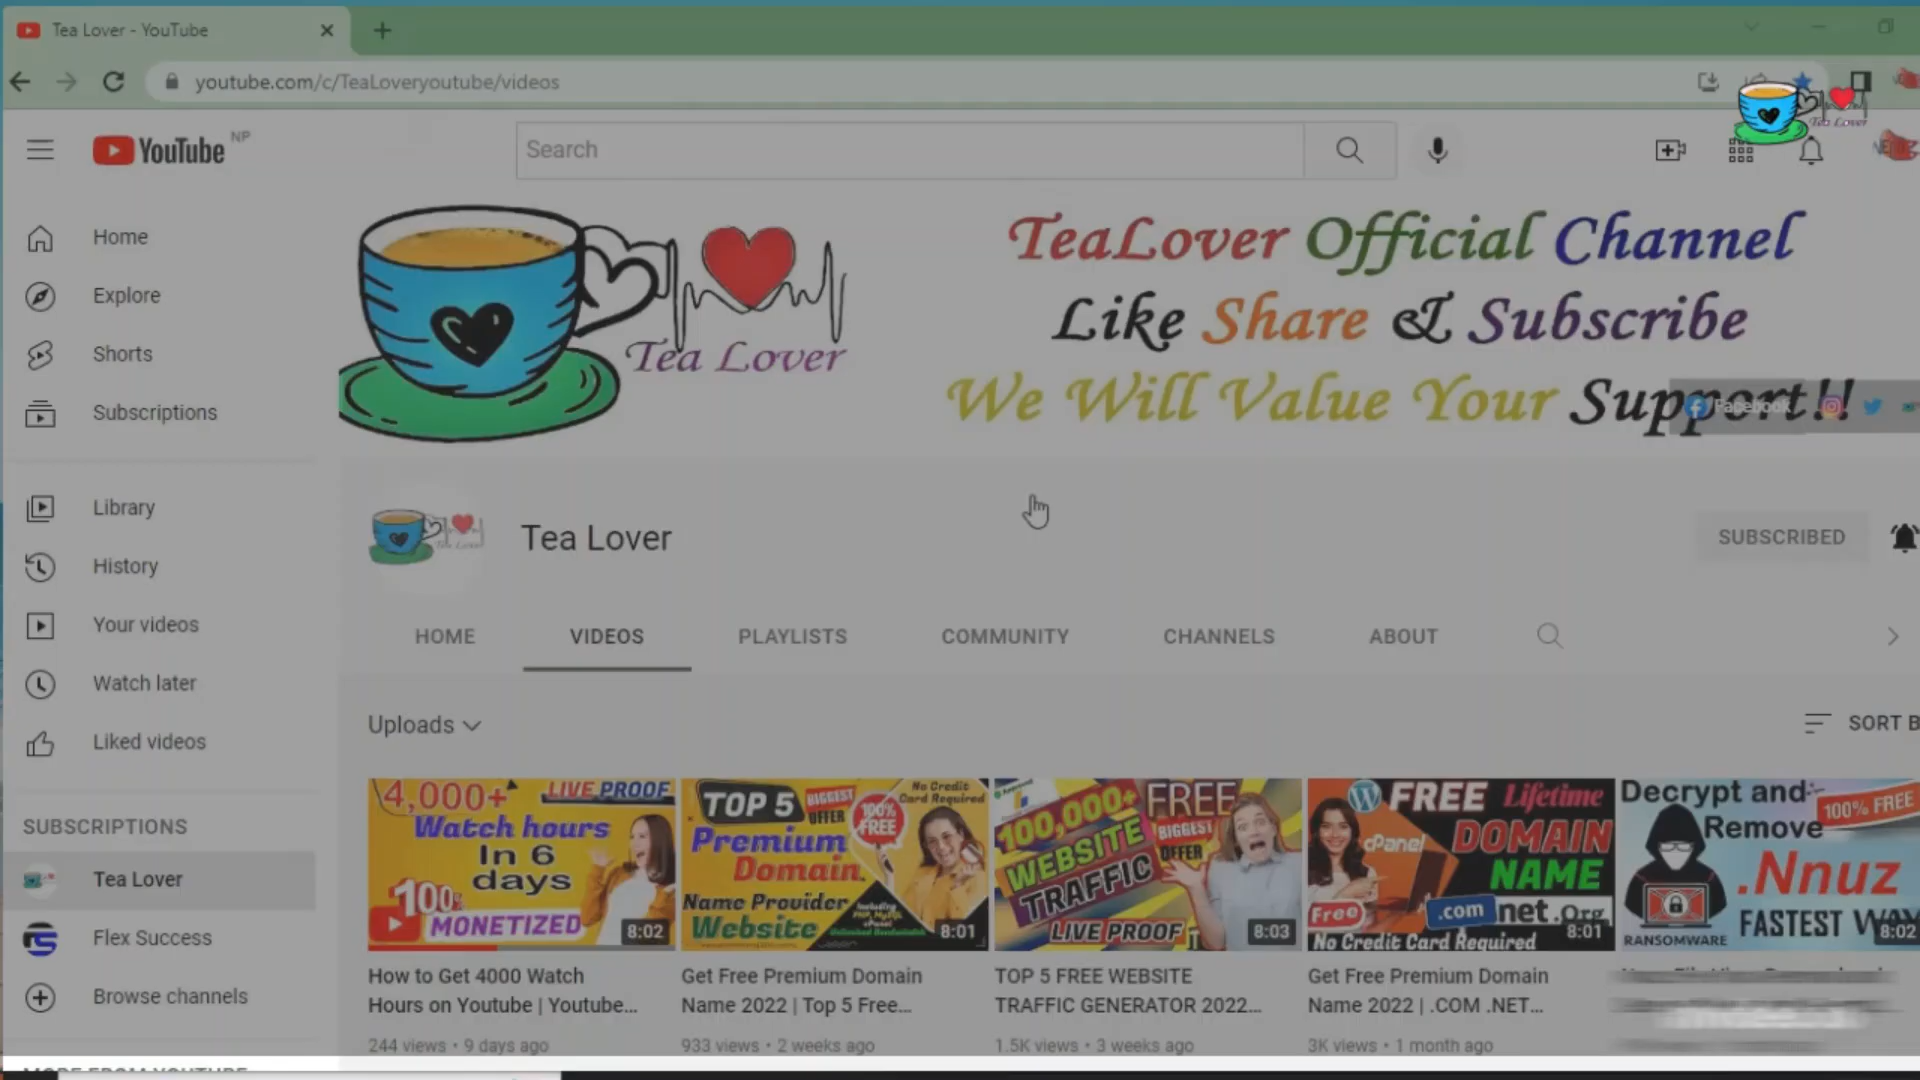 Tea Lover - YouTube
youtube.com/c/TeaLoveryoutube/videos
Tea Lover
YouTube NP
Search
Home
Explore
Shorts
Subscriptions
Library
History
Your videos
Watch later
Liked videos
SUBSCRIPTIONS
Tea Lover
Flex Success
Browse channels
MORE FROM YOUTUBE
Tea Lover
TeaLover Official Channel
Like Share & Subscribe
We Will Value Your Support!!
Facebook
Tea Lover
Tea Lover
SUBSCRIBED
HOME
VIDEOS
PLAYLISTS
COMMUNITY
CHANNELS
ABOUT
Uploads
SORT B
4,000+ LIVE PROOF
Watch hours
In 6
days
MONETIZED
8:02
How to Get 4000 Watch
Hours on Youtube | Youtube...
244 views • 9 days ago
TOP 5 BIGGEST OFFER
100% FREE
No Credit
Card Required
Premium
Domain
Name Provider
Website
8:01
Get Free Premium Domain
Name 2022 | Top 5 Free...
933 views • 2 weeks ago
100,000+ FREE
WEBSITE
TRAFFIC
BIGGEST
OFFER
LIVE PROOF
8:03
TOP 5 FREE WEBSITE
TRAFFIC GENERATOR 2022...
1.5K views • 3 weeks ago
FREE Lifetime
cPanel DOMAIN
NAME
Free .com net .Org
No Credit Card Required
8:01
Get Free Premium Domain
Name 2022 | .COM .NET...
3K views • 1 month ago
Decrypt and
Remove
100% FREE
.Nnuz
RANSOMWARE
FASTEST WAY
8:02